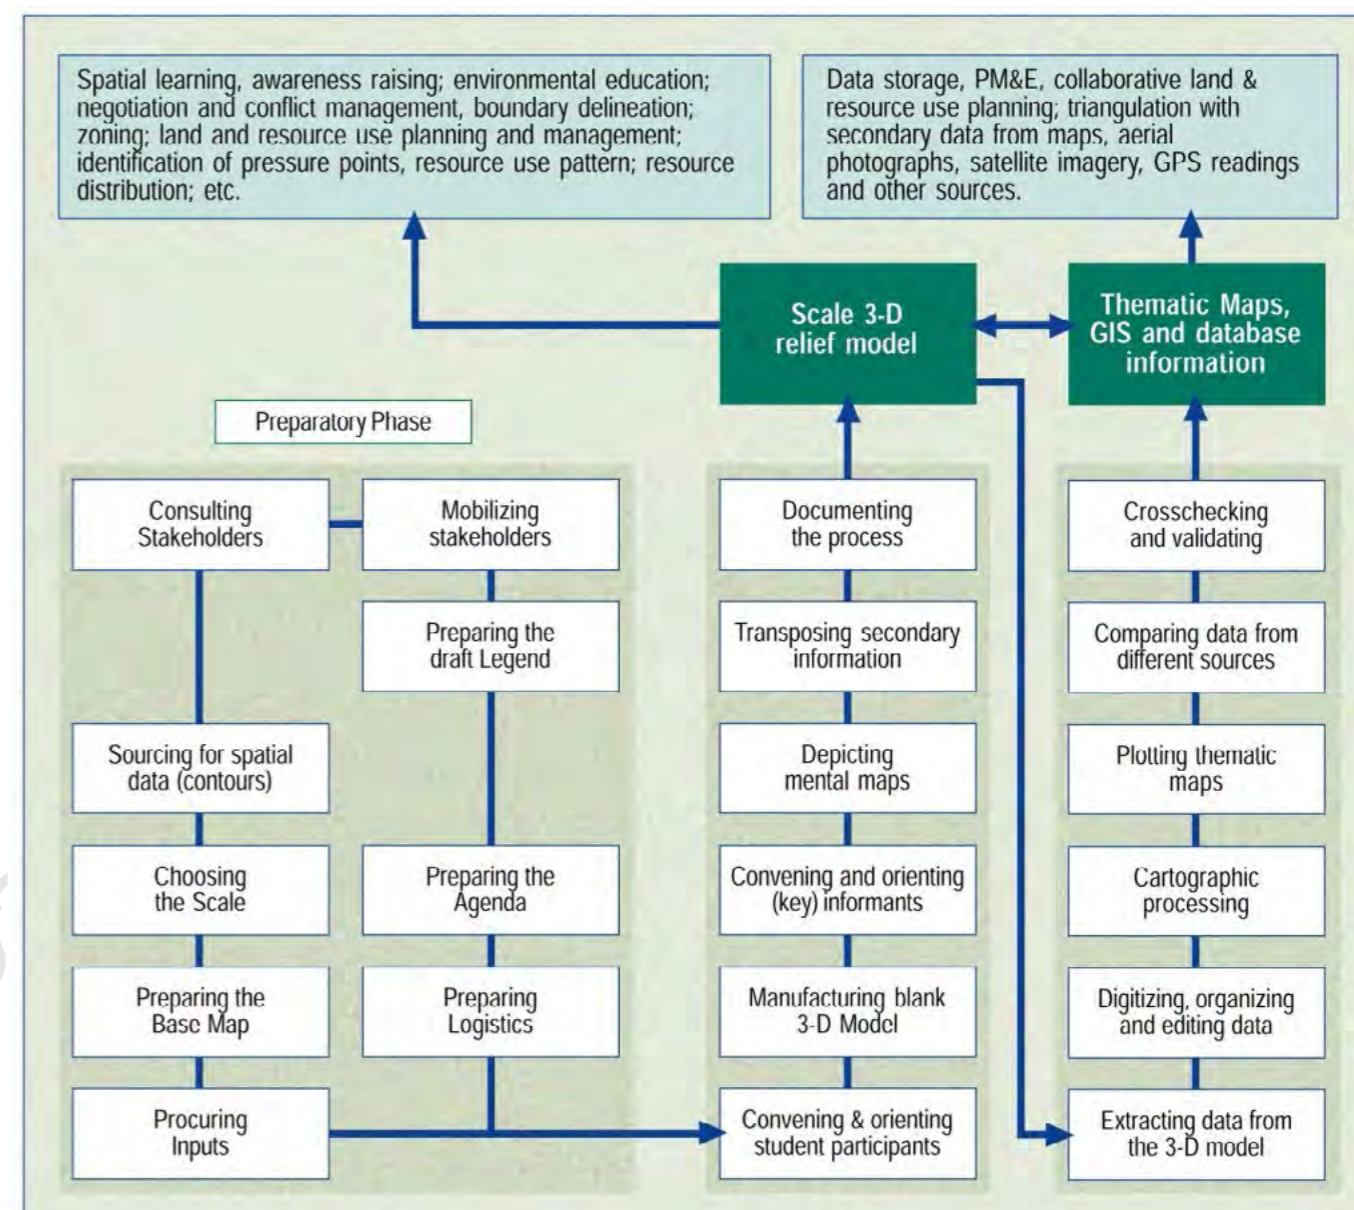 Spatial learning, awareness raising; environmental education;
negotiation and conflict management, boundary delineation;
zoning; land and resource use planning and management;
identification of pressure points, resource use pattern; resource
distribution; etc.
Data storage, PM&E, collaborative land &
resource use planning; triangulation with
secondary data from maps, aerial
photographs, satellite imagery, GPS readings
and other sources.
Scale 3-D
relief model
Thematic Maps,
GIS and database
information
Preparatory Phase
Consulting
Stakeholders
Mobilizing
stakeholders
Preparing the
draft Legend
Sourcing for spatial
data (contours)
Choosing
the Scale
Preparing the
Agenda
Preparing the
Base Map
Preparing
Logistics
Procuring
Inputs
Documenting
the process
Transposing secondary
information
Depicting
mental maps
Convening and orienting
(key) informants
Manufacturing blank
3-D Model
Convening & orienting
student participants
Crosschecking
and validating
Comparing data from
different sources
Plotting thematic
maps
Cartographic
processing
Digitizing, organizing
and editing data
Extracting data from
the 3-D model